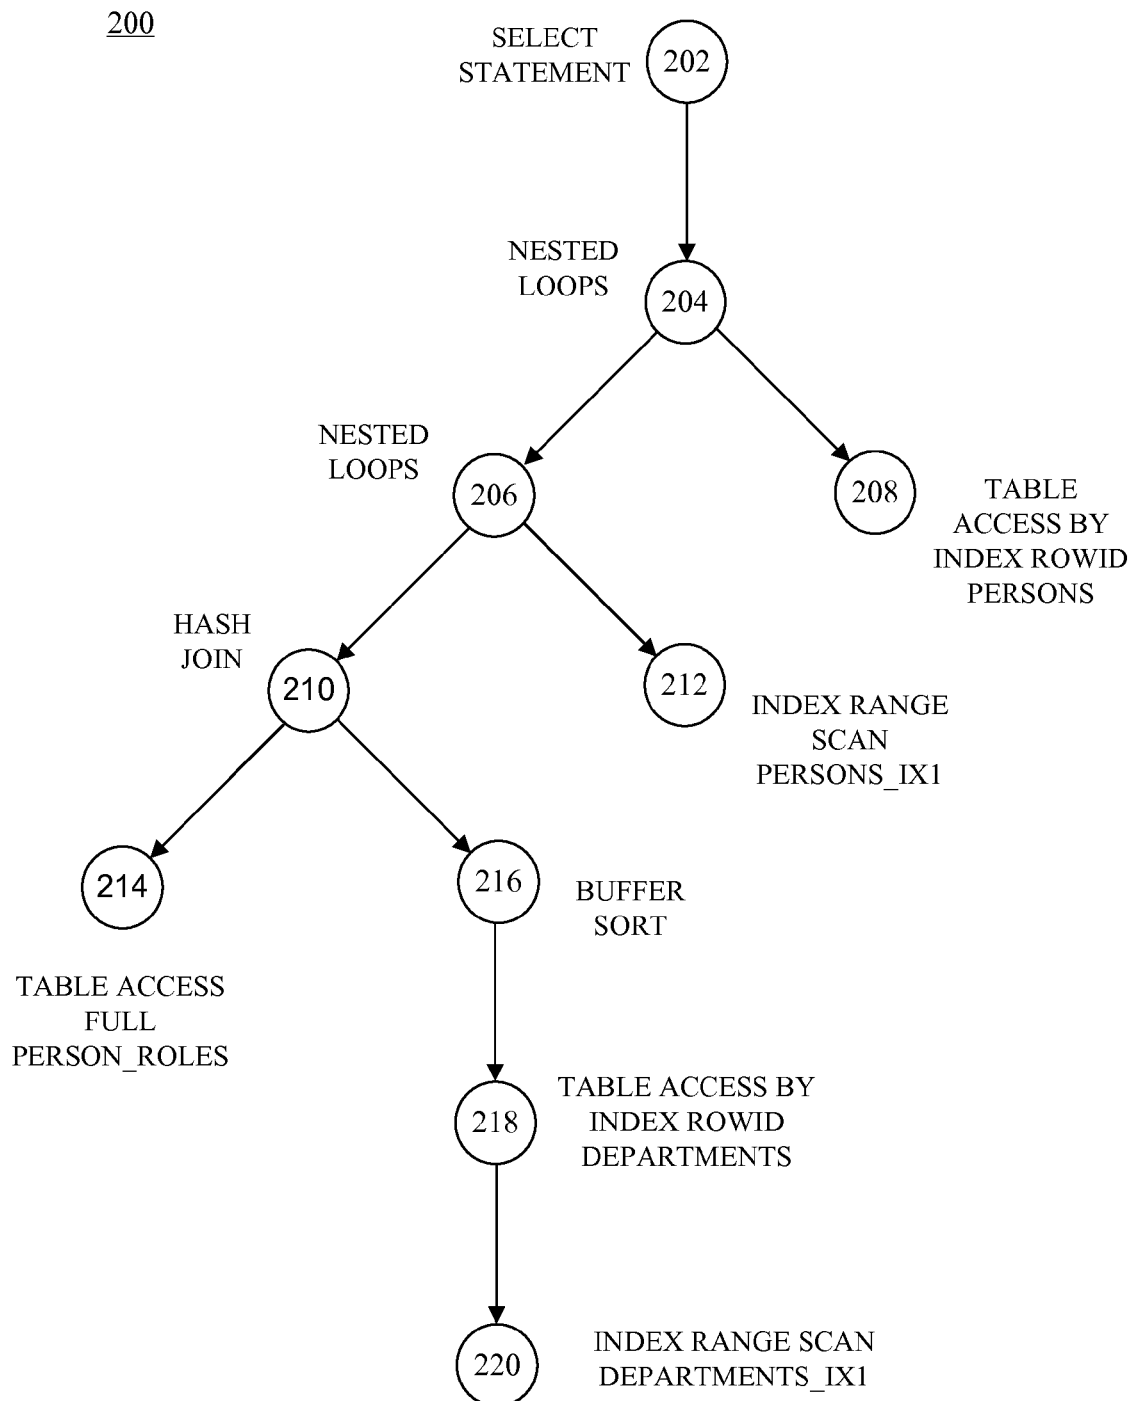 200
SELECT
STATEMENT
202
NESTED
LOOPS
204
NESTED
LOOPS
206
208
TABLE
ACCESS BY
INDEX ROWID
PERSONS
HASH
JOIN
210
212
INDEX RANGE
SCAN
PERSONS_IX1
214
216
BUFFER
SORT
TABLE ACCESS
FULL
PERSON_ROLES
218
TABLE ACCESS BY
INDEX ROWID
DEPARTMENTS
220
INDEX RANGE SCAN
DEPARTMENTS_IX1